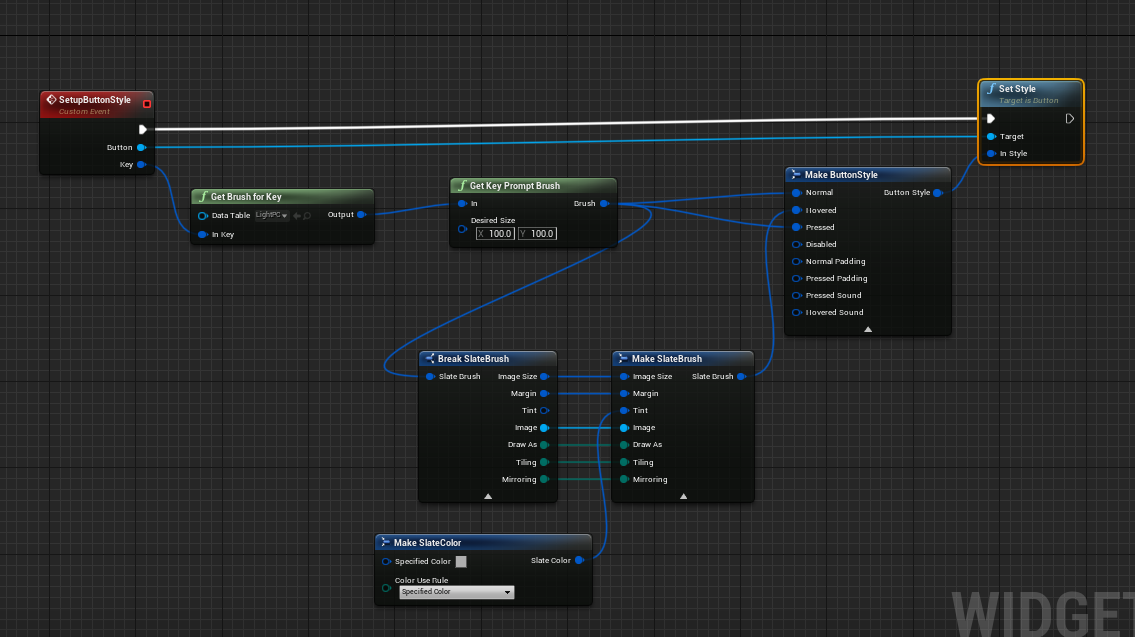 SetupButtonStyle
Custom Event
Button
Key
Get Brush for Key
Data Table LightPC Output
In Key
Get Key Prompt Brush
In Brush
Desired Size
X 100.0 Y 100.0
Set Style
Target is Button
Target
In Style
Make ButtonStyle
Normal Button Style
Hovered
Pressed
Disabled
Normal Padding
Pressed Padding
Pressed Sound
Hovered Sound
Break SlateBrush
Slate Brush Image Size
Margin
Tint
Image
Draw As
Tiling
Mirroring
Make SlateBrush
Image Size Slate Brush
Margin
Tint
Image
Draw As
Tiling
Mirroring
Make SlateColor
Specified Color Slate Color
Color Use Rule
Specified Color
WIDGET